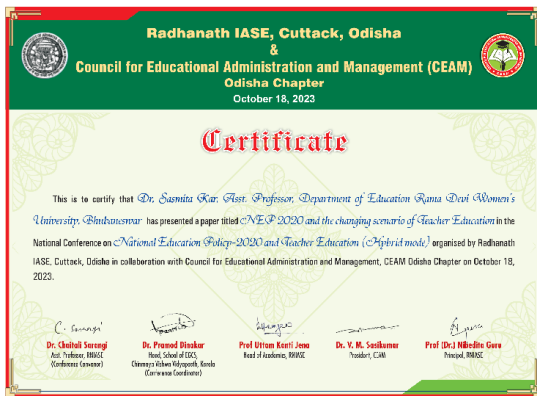 Radhanath IASE, Cuttack, Odisha
&
Council for Educational Administration and Management (CEAM)
Odisha Chapter
October 18, 2023
Certificate
This is to certify that Dr. Sasmita Kar, Asst. Professor, Department of Education Rama Devi Women's
University, Bhubaneswar has presented a paper titled NEP 2020 and the changing scenario of Teacher Education in the
National Conference on National Education Policy-2020 and Teacher Education (Hybrid mode) organised by Radhanath
IASE, Cuttack, Odisha in collaboration with Council for Educational Administration and Management, CEAM Odisha Chapter on October 18,
2023.
Dr. Chaitali Sarangi
Asst. Professor, RNIASE
(Conference Convenor)
Dr. Pramod Dinakar
Head, School of EGCS,
Chinmaya Vishwa Vidyapeeth, Kerala
(Conference Coordinator)
Prof Uttam Kanti Jena
Head of Academics, RNIASE
Dr. V. M. Sasikumar
President, CEAM
Prof (Dr.) Nibedita Guru
Principal, RNIASE